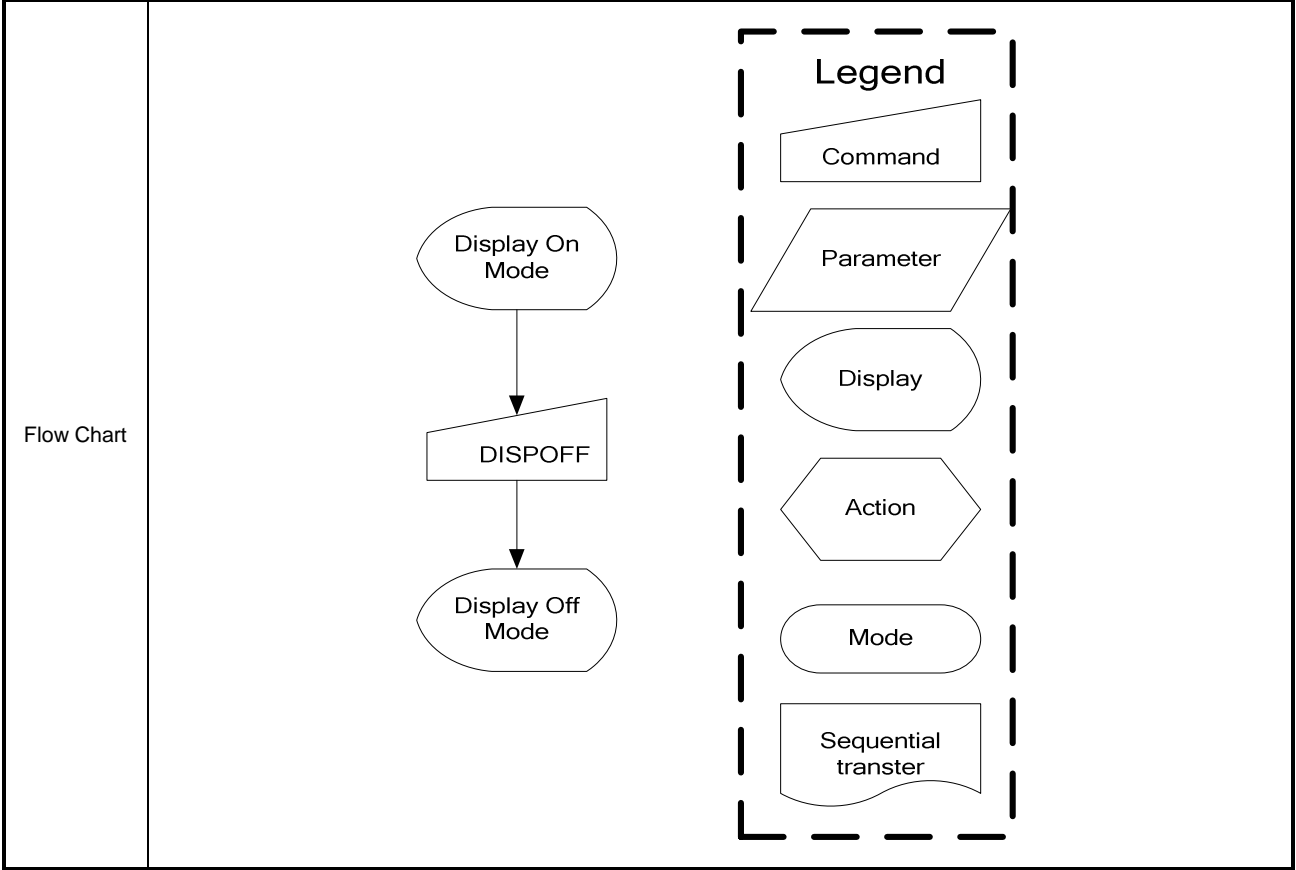 Flow Chart
Display On
Mode
DISPOFF
Display Off
Mode
Legend
Command
Parameter
Display
Action
Mode
Sequential
transter